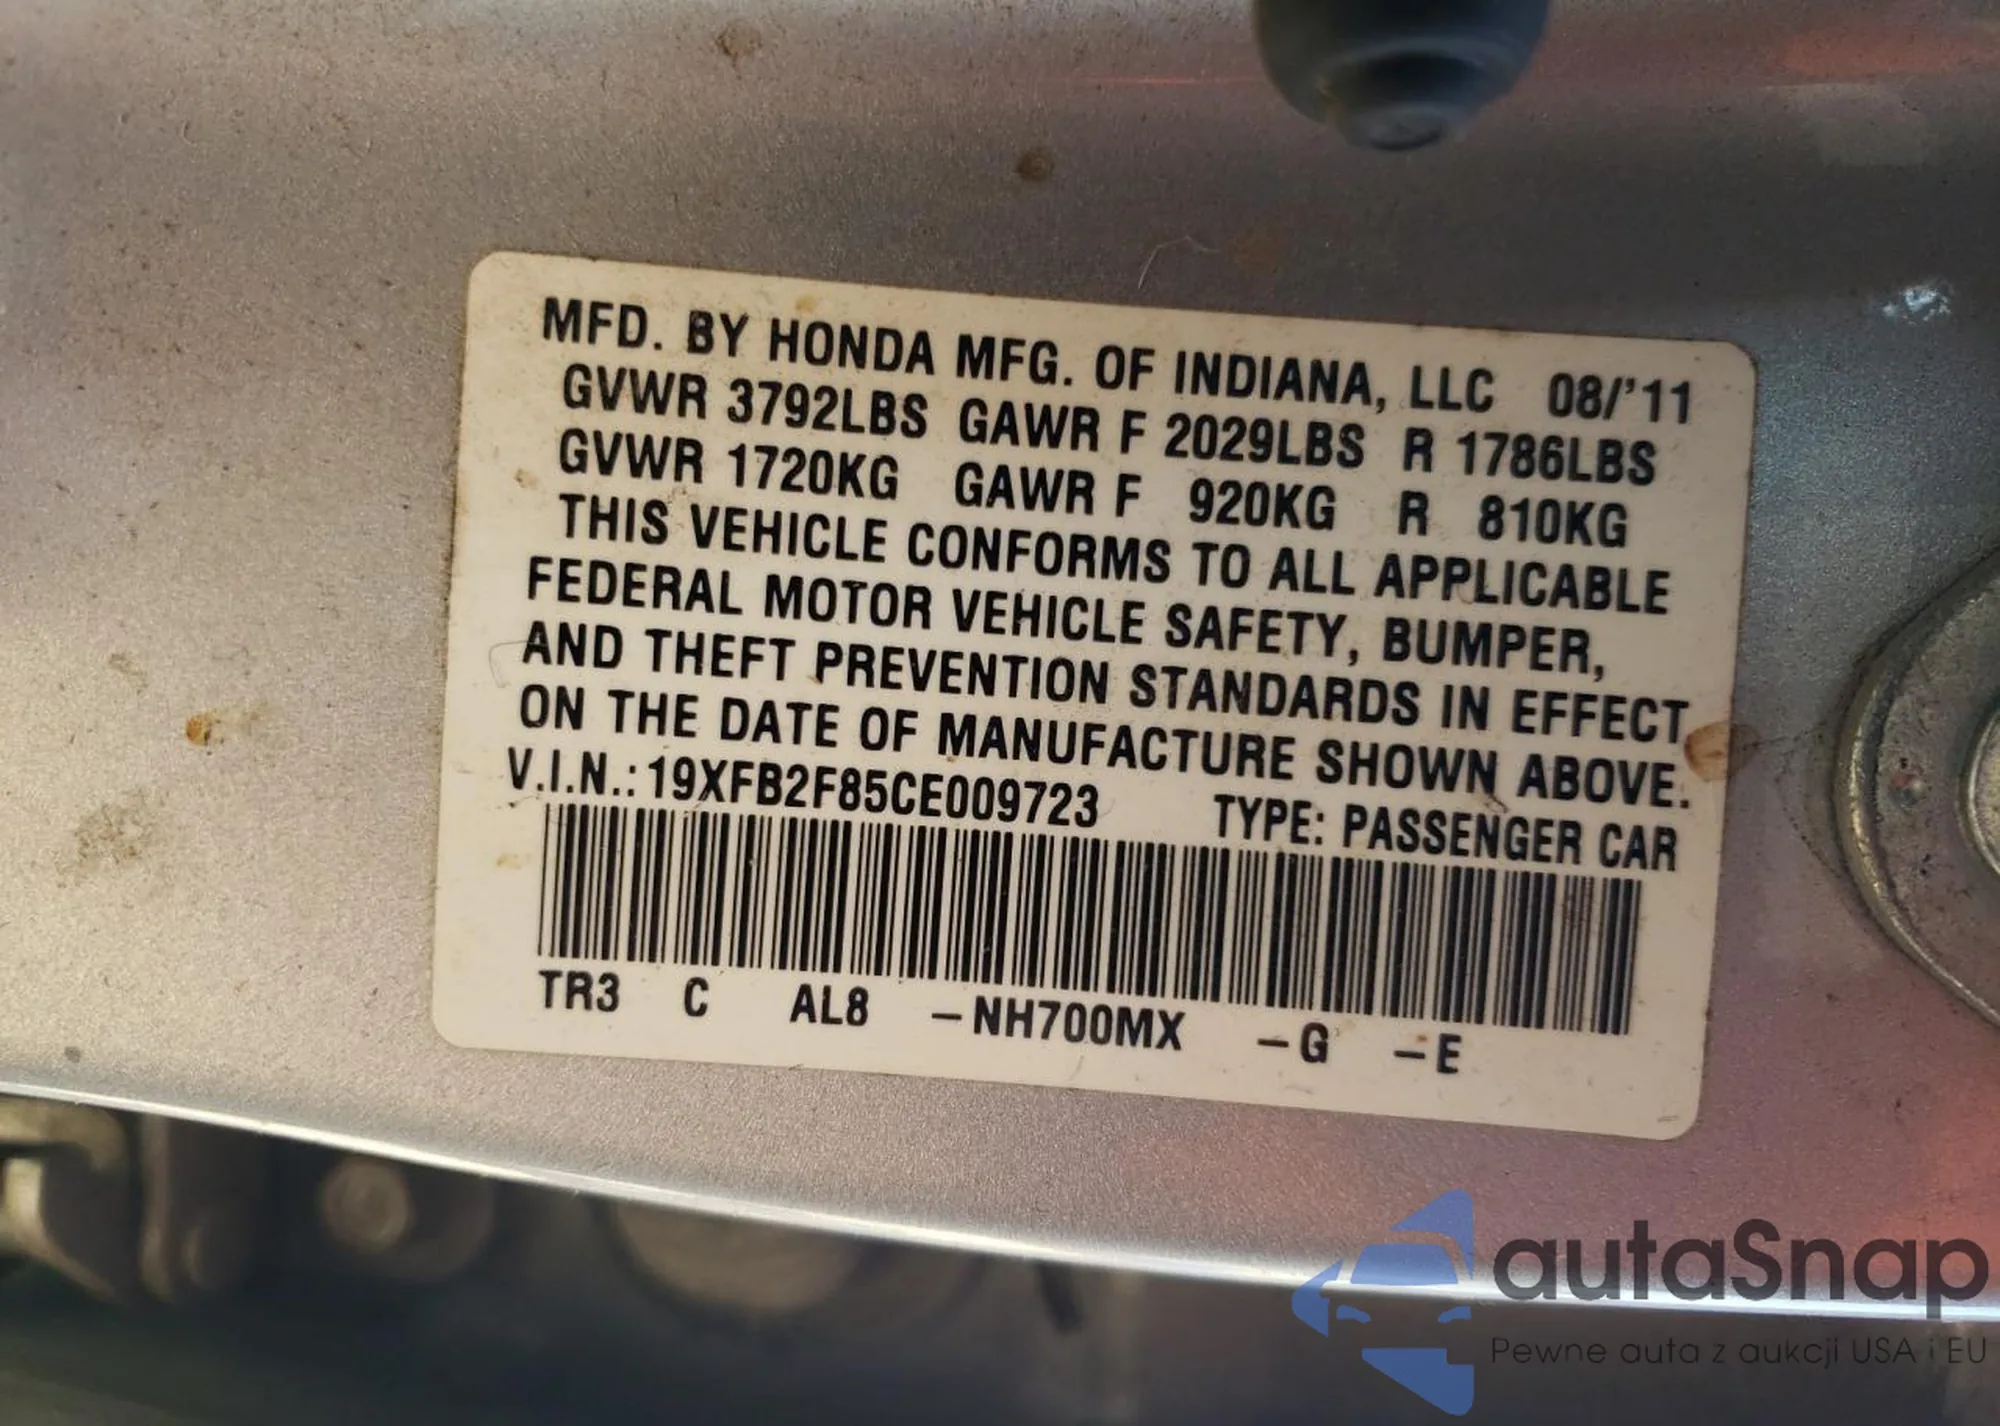 MFD. BY HONDA MFG. OF INDIANA, LLC 08/'11
GVWR 3792LBS GAWR F 2029LBS R 1786LBS
GVWR 1720KG GAWR F 920KG R 810KG
THIS VEHICLE CONFORMS TO ALL APPLICABLE
FEDERAL MOTOR VEHICLE SAFETY, BUMPER,
AND THEFT PREVENTION STANDARDS IN EFFECT
ON THE DATE OF MANUFACTURE SHOWN ABOVE.
V.I.N.: 19XFB2F85CE009723 TYPE: PASSENGER CAR
TR3 C AL8 -NH700MX -G -E
autaSnap
Pewne auta z aukcji USA i EU